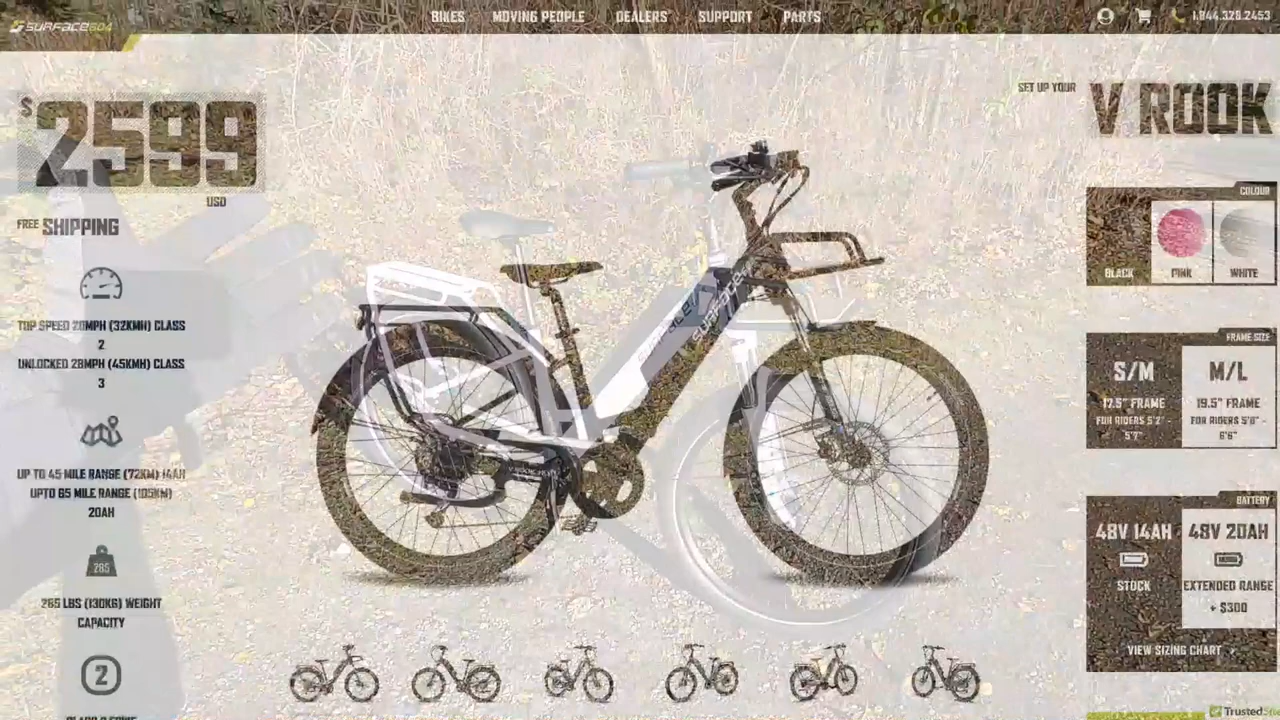 SURFACE604
BIKES
MOVING PEOPLE
DEALERS
SUPPORT
PARTS
1.844.326.2453
$2599
USD
FREE SHIPPING
TOP SPEED 20MPH (32KMH) CLASS
2
UNLOCKED 28MPH (45KMH) CLASS
3
UP TO 45 MILE RANGE (72KM) 14AH
UPTO 65 MILE RANGE (105KM)
20AH
265
265 LBS (130KG) WEIGHT
CAPACITY
2
SET UP YOUR
V ROOK
COLOUR
BLACK
PINK
WHITE
FRAME SIZE
S/M
17.5" FRAME
FOR RIDERS 5'2" -
5'7"
M/L
19.5" FRAME
FOR RIDERS 5'8" -
6'6"
BATTERY
48V 14AH
STOCK
48V 20AH
EXTENDED RANGE
+ $300
VIEW SIZING CHART
SURFACE